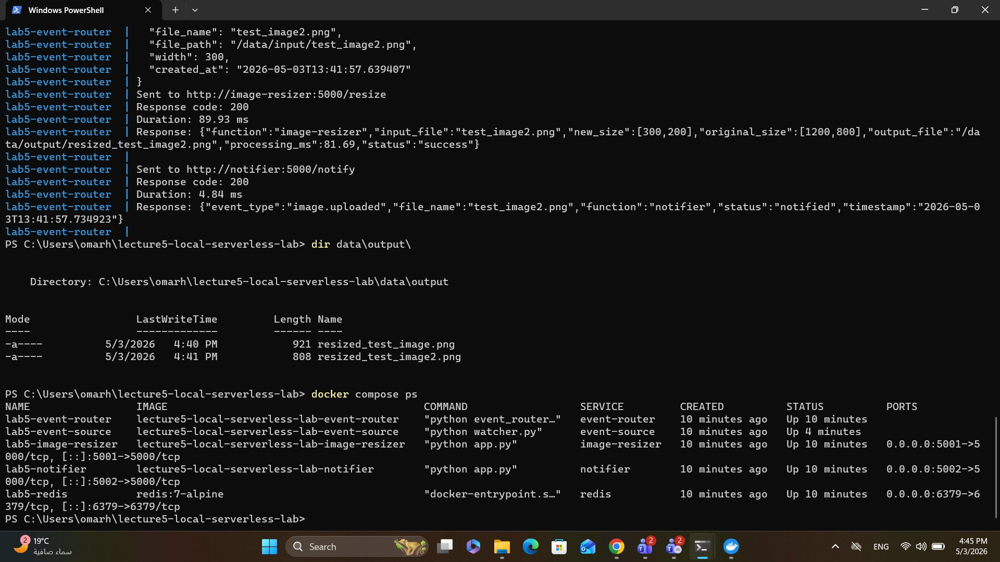 Windows PowerShell
lab5-event-router  |   "file_name": "test_image2.png",
lab5-event-router  |   "file_path": "/data/input/test_image2.png",
lab5-event-router  |   "width": 300,
lab5-event-router  |   "created_at": "2026-05-03T13:41:57.639407"
lab5-event-router  | }
lab5-event-router  | Sent to http://image-resizer:5000/resize
lab5-event-router  | Response code: 200
lab5-event-router  | Duration: 89.93 ms
lab5-event-router  | Response: {"function":"image-resizer","input_file":"test_image2.png","new_size":[300,200],"original_size":[1200,800],"output_file":"/da
ta/output/resized_test_image2.png","processing_ms":81.69,"status":"success"}
lab5-event-router  |
lab5-event-router  | Sent to http://notifier:5000/notify
lab5-event-router  | Response code: 200
lab5-event-router  | Duration: 4.84 ms
lab5-event-router  | Response: {"event_type":"image.uploaded","file_name":"test_image2.png","function":"notifier","status":"notified","timestamp":"2026-05-0
3T13:41:57.734923"}
lab5-event-router  |
PS C:\Users\omarh\lecture5-local-serverless-lab> dir data\output\
    Directory: C:\Users\omarh\lecture5-local-serverless-lab\data\output
Mode                 LastWriteTime         Length Name
----                 -------------         ------ ----
-a----          5/3/2026   4:40 PM            921 resized_test_image.png
-a----          5/3/2026   4:41 PM            808 resized_test_image2.png
PS C:\Users\omarh\lecture5-local-serverless-lab> docker compose ps
NAME                 IMAGE                                         COMMAND                  SERVICE         CREATED          STATUS          PORTS
lab5-event-router    lecture5-local-serverless-lab-event-router    "python event_router…"   event-router    10 minutes ago   Up 10 minutes
lab5-event-source    lecture5-local-serverless-lab-event-source    "python watcher.py"      event-source    10 minutes ago   Up 4 minutes
lab5-image-resizer   lecture5-local-serverless-lab-image-resizer   "python app.py"          image-resizer   10 minutes ago   Up 10 minutes   0.0.0.0:5001->5
000/tcp, [::]:5001->5000/tcp
lab5-notifier        lecture5-local-serverless-lab-notifier        "python app.py"          notifier        10 minutes ago   Up 10 minutes   0.0.0.0:5002->5
000/tcp, [::]:5002->5000/tcp
lab5-redis           redis:7-alpine                                "docker-entrypoint.s…"   redis           10 minutes ago   Up 10 minutes   0.0.0.0:6379->6
379/tcp, [::]:6379->6379/tcp
PS C:\Users\omarh\lecture5-local-serverless-lab>
2
19°C
سماء صافية
Search
2
2
ENG
4:45 PM
5/3/2026